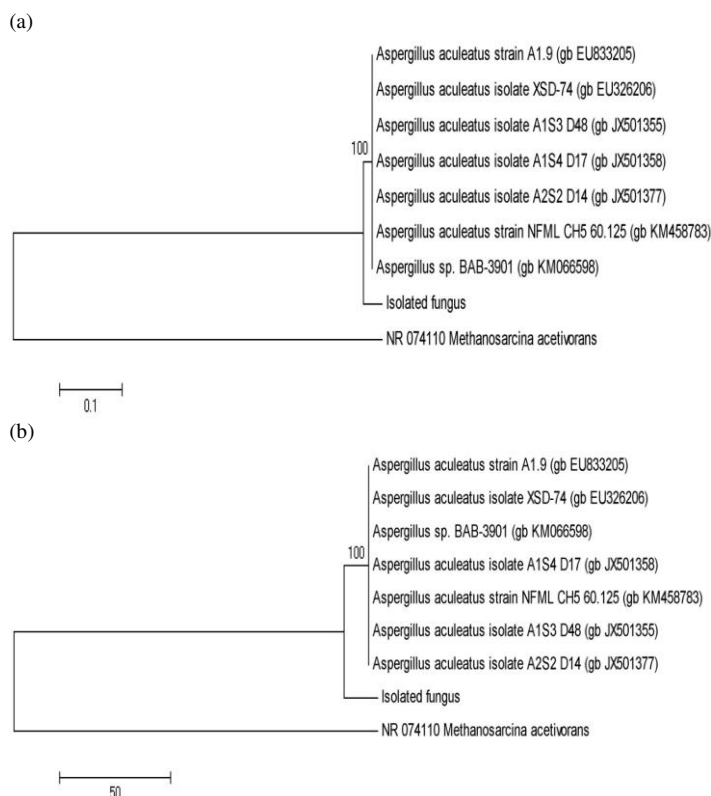 (a)
Aspergillus aculeatus strain A1.9 (gb EU833205)
Aspergillus aculeatus isolate XSD-74 (gb EU326206)
Aspergillus aculeatus isolate A1S3 D48 (gb JX501355)
100
Aspergillus aculeatus isolate A1S4 D17 (gb JX501358)
Aspergillus aculeatus isolate A2S2 D14 (gb JX501377)
Aspergillus aculeatus strain NFML CH5 60.125 (gb KM458783)
Aspergillus sp. BAB-3901 (gb KM066598)
Isolated fungus
NR 074110 Methanosarcina acetivorans
0.1
(b)
Aspergillus aculeatus strain A1.9 (gb EU833205)
Aspergillus aculeatus isolate XSD-74 (gb EU326206)
Aspergillus sp. BAB-3901 (gb KM066598)
100
Aspergillus aculeatus isolate A1S4 D17 (gb JX501358)
Aspergillus aculeatus strain NFML CH5 60.125 (gb KM458783)
Aspergillus aculeatus isolate A1S3 D48 (gb JX501355)
Aspergillus aculeatus isolate A2S2 D14 (gb JX501377)
Isolated fungus
NR 074110 Methanosarcina acetivorans
50